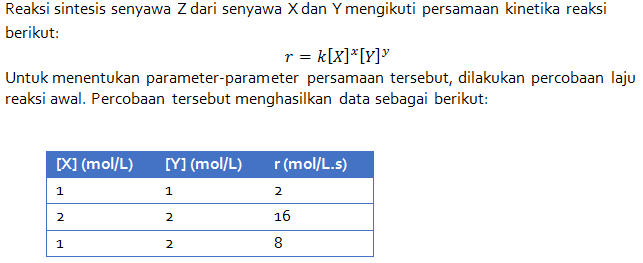 Reaksi sintesis senyawa Z dari senyawa X dan Y mengikuti persamaan kinetika reaksi
berikut:
r = k[X]ˣ[Y]ʸ
Untuk menentukan parameter-parameter persamaan tersebut, dilakukan percobaan laju
reaksi awal. Percobaan tersebut menghasilkan data sebagai berikut:
[X] (mol/L) [Y] (mol/L) r (mol/L.s)
1 1 2
2 2 16
1 2 8